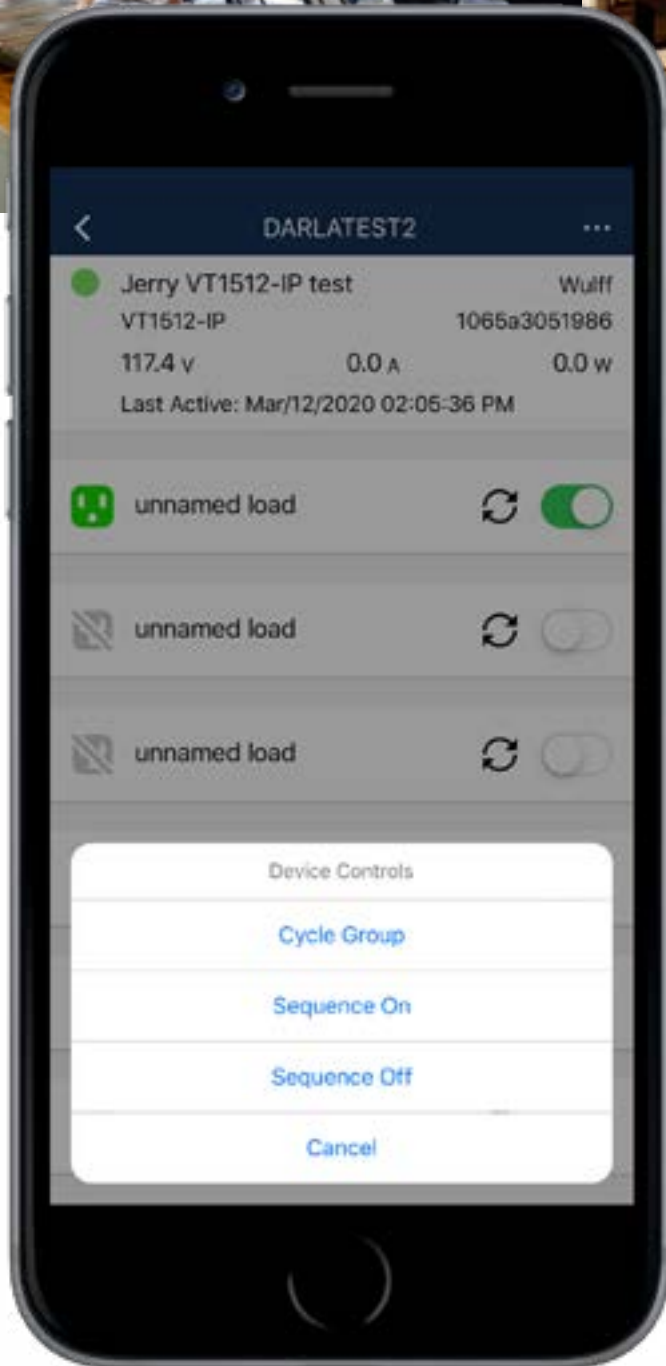 DARLATEST2
Jerry VT1512-IP test Wulff
VT1512-IP 1065a3051986
117.4 V 0.0 A 0.0 W
Last Active: Mar/12/2020 02:05:36 PM
unnamed load
unnamed load
unnamed load
Device Controls
Cycle Group
Sequence On
Sequence Off
Cancel